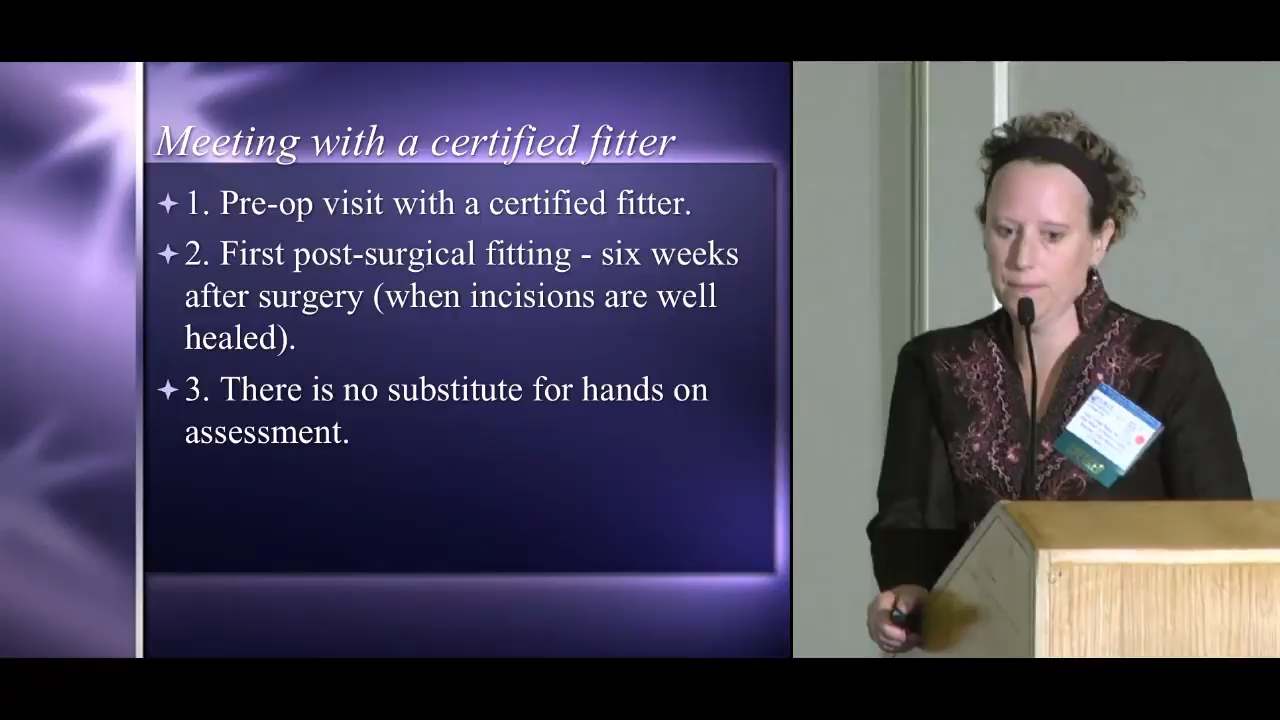 Meeting with a certified fitter
1. Pre-op visit with a certified fitter.
2. First post-surgical fitting - six weeks
after surgery (when incisions are well
healed).
3. There is no substitute for hands on
assessment.